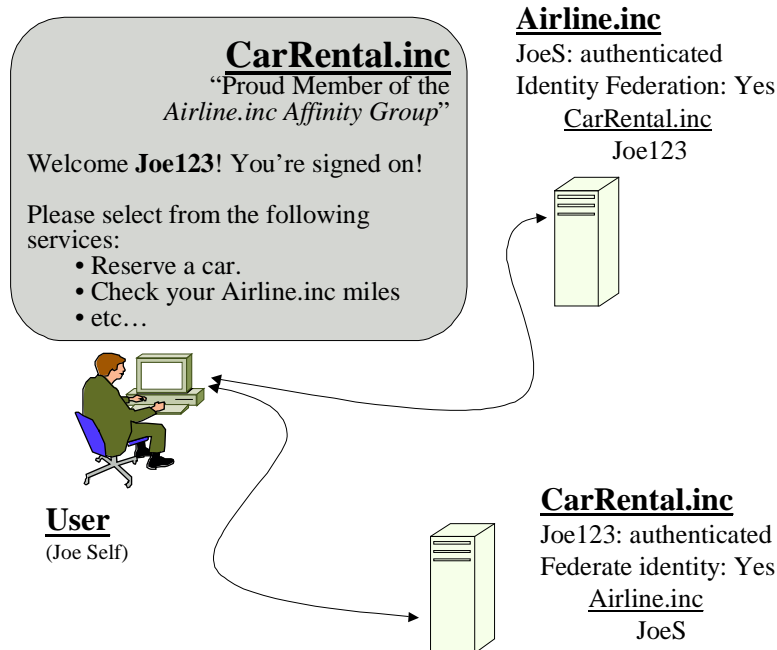 CarRental.inc
“Proud Member of the
Airline.inc Affinity Group”
Welcome Joe123! You’re signed on!
Please select from the following
services:
• Reserve a car.
• Check your Airline.inc miles
• etc…
Airline.inc
JoeS: authenticated
Identity Federation: Yes
CarRental.inc
Joe123
User
(Joe Self)
CarRental.inc
Joe123: authenticated
Federate identity: Yes
Airline.inc
JoeS